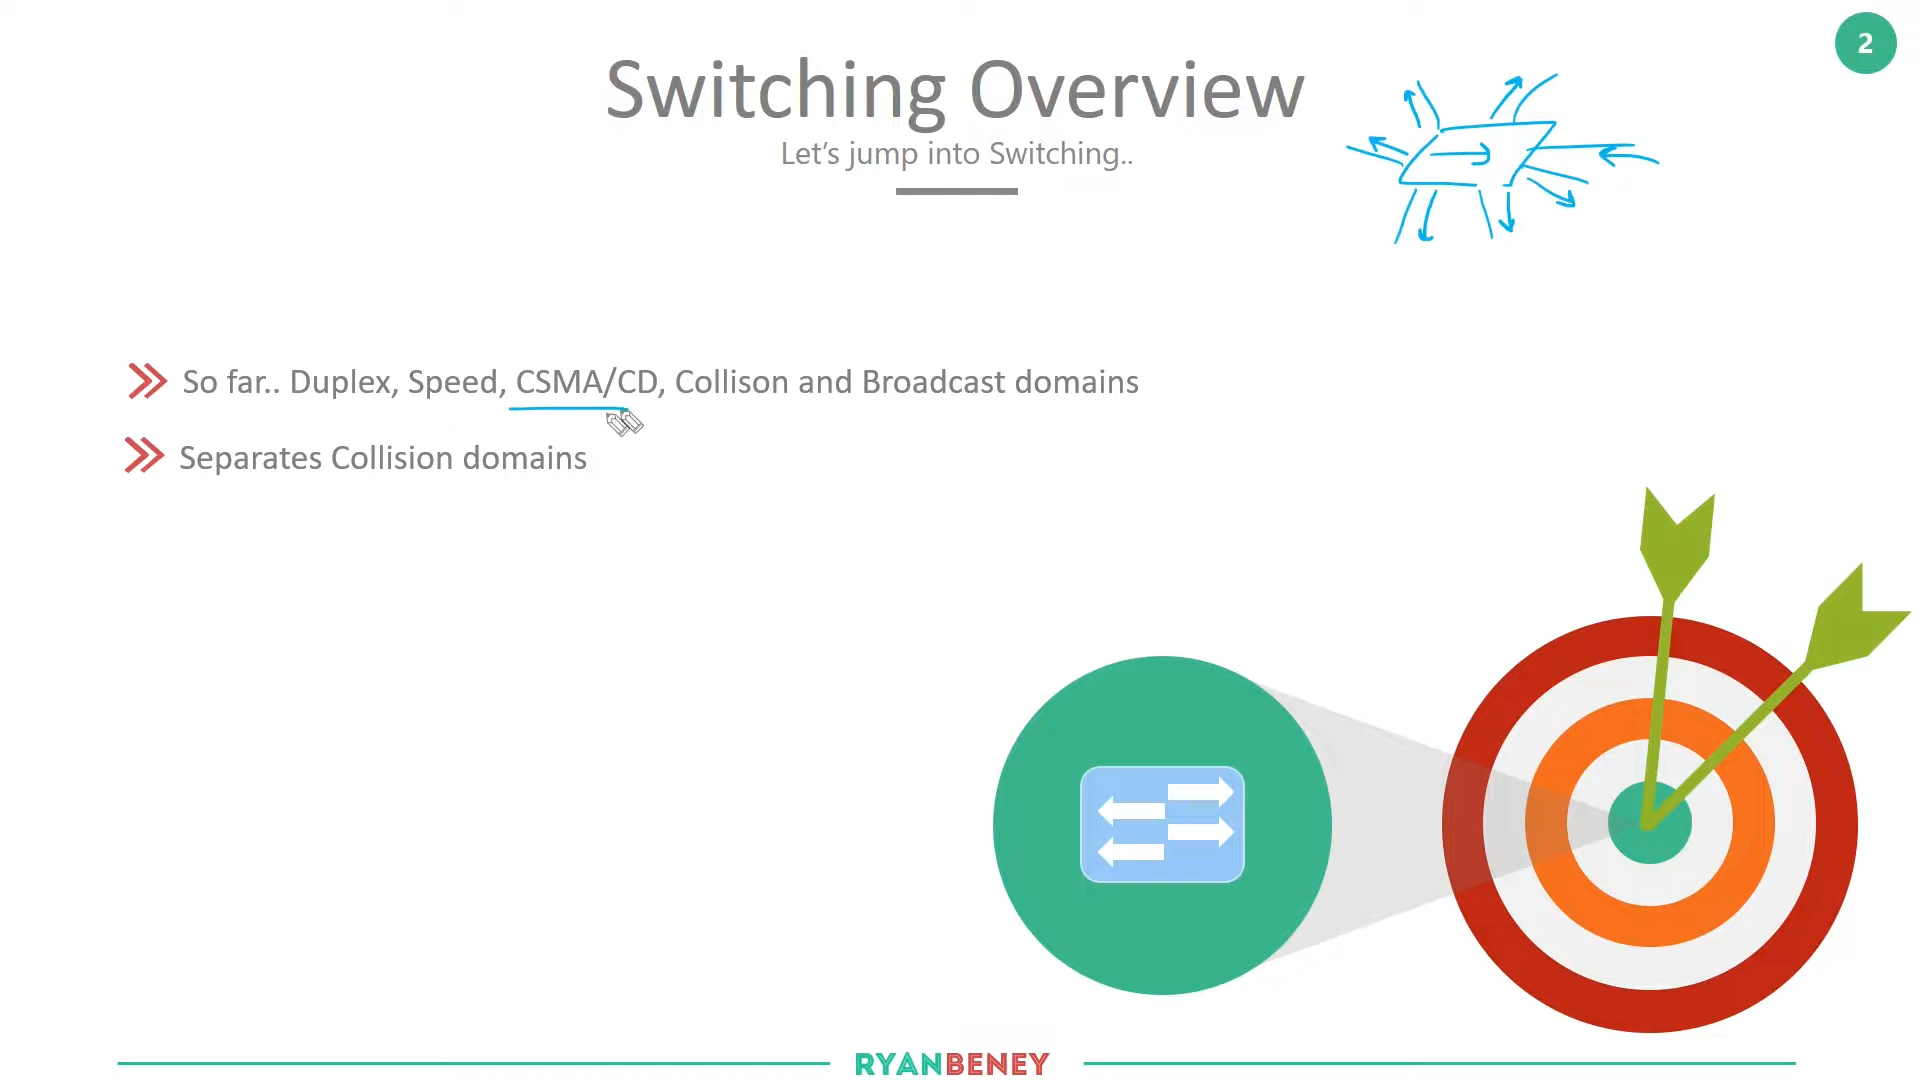 2
Switching Overview
Let's jump into Switching..
So far.. Duplex, Speed, CSMA/CD, Collison and Broadcast domains
Separates Collision domains
RYANBENEY